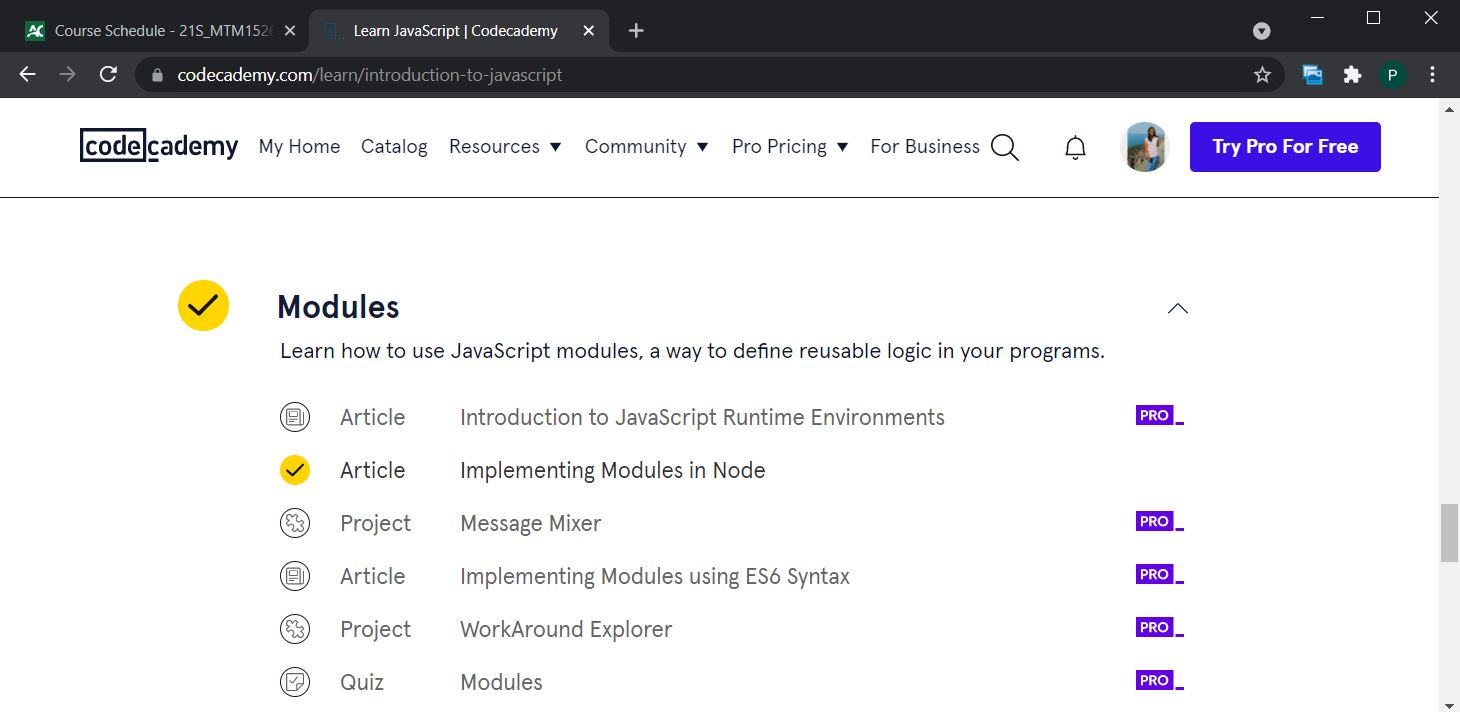 Course Schedule - 21S_MTM1526
Learn JavaScript | Codecademy
codecademy.com/learn/introduction-to-javascript
P
codecademy My Home Catalog Resources Community Pro Pricing For Business Try Pro For Free
Modules
Learn how to use JavaScript modules, a way to define reusable logic in your programs.
Article Introduction to JavaScript Runtime Environments PRO
Article Implementing Modules in Node
Project Message Mixer PRO
Article Implementing Modules using ES6 Syntax PRO
Project WorkAround Explorer PRO
Quiz Modules PRO